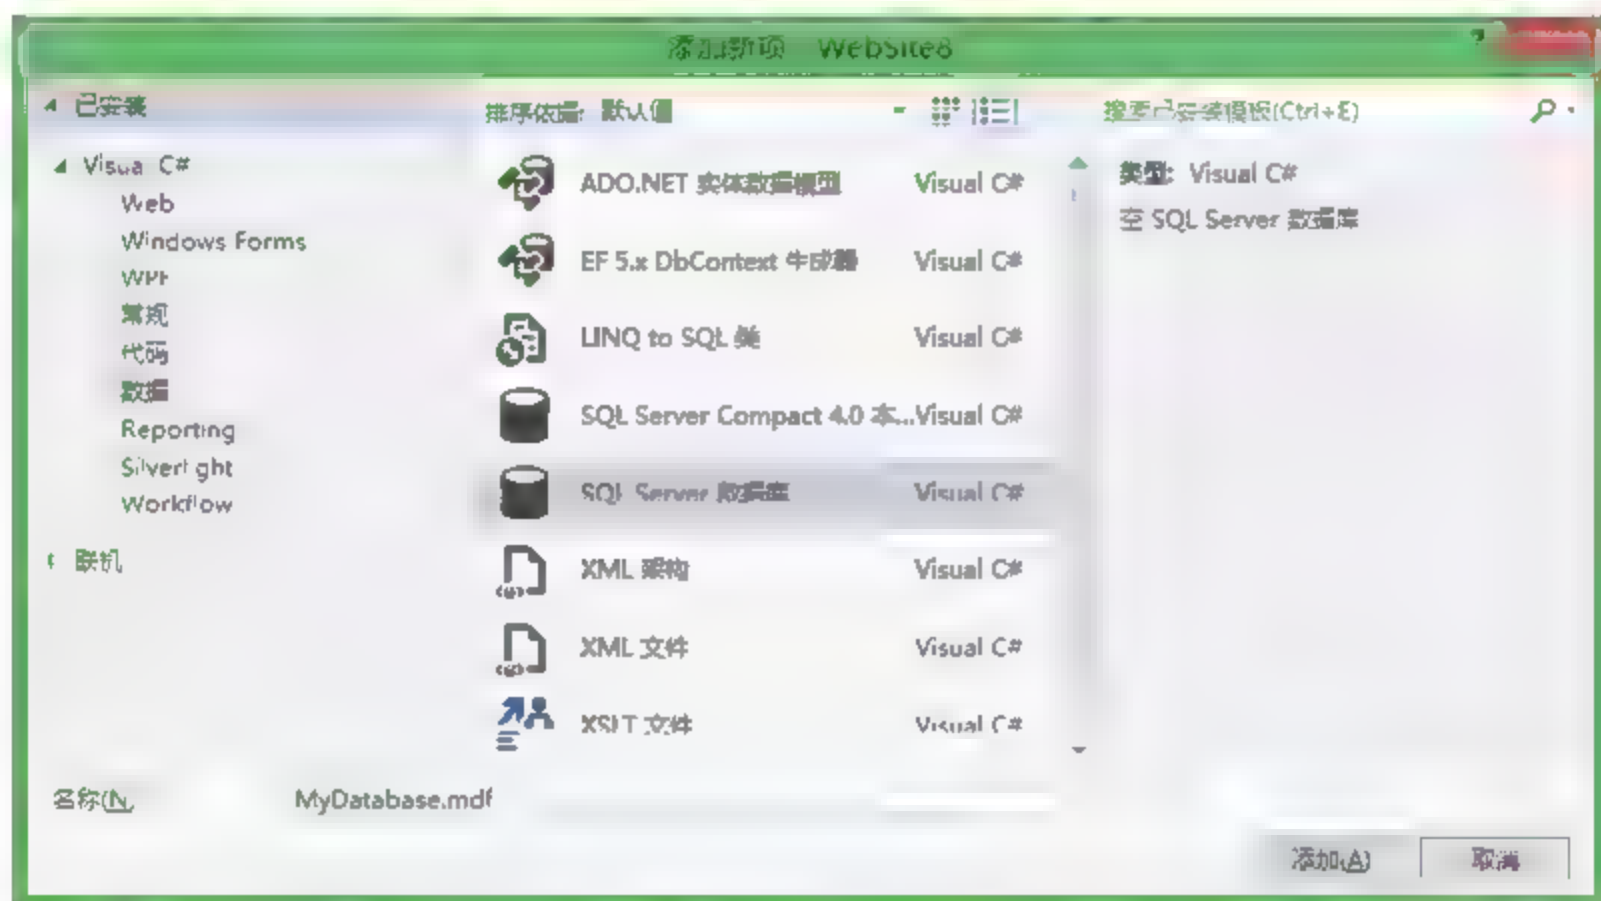 添加新项 WebSite8
已安装
排序依据: 默认值
搜索已安装模板(Ctrl+E)
Visual C#
Web
Windows Forms
WPF
常规
代码
数据
Reporting
Silverlight
Workflow
联机
ADO.NET 实体数据模型 Visual C#
EF 5.x DbContext 生成器 Visual C#
LINQ to SQL 类 Visual C#
SQL Server Compact 4.0 本... Visual C#
SQL Server 数据库 Visual C#
XML 架构 Visual C#
XML 文件 Visual C#
XSLT 文件 Visual C#
类型: Visual C#
空 SQL Server 数据库
名称(N)
MyDatabase.mdf
添加(A)
取消